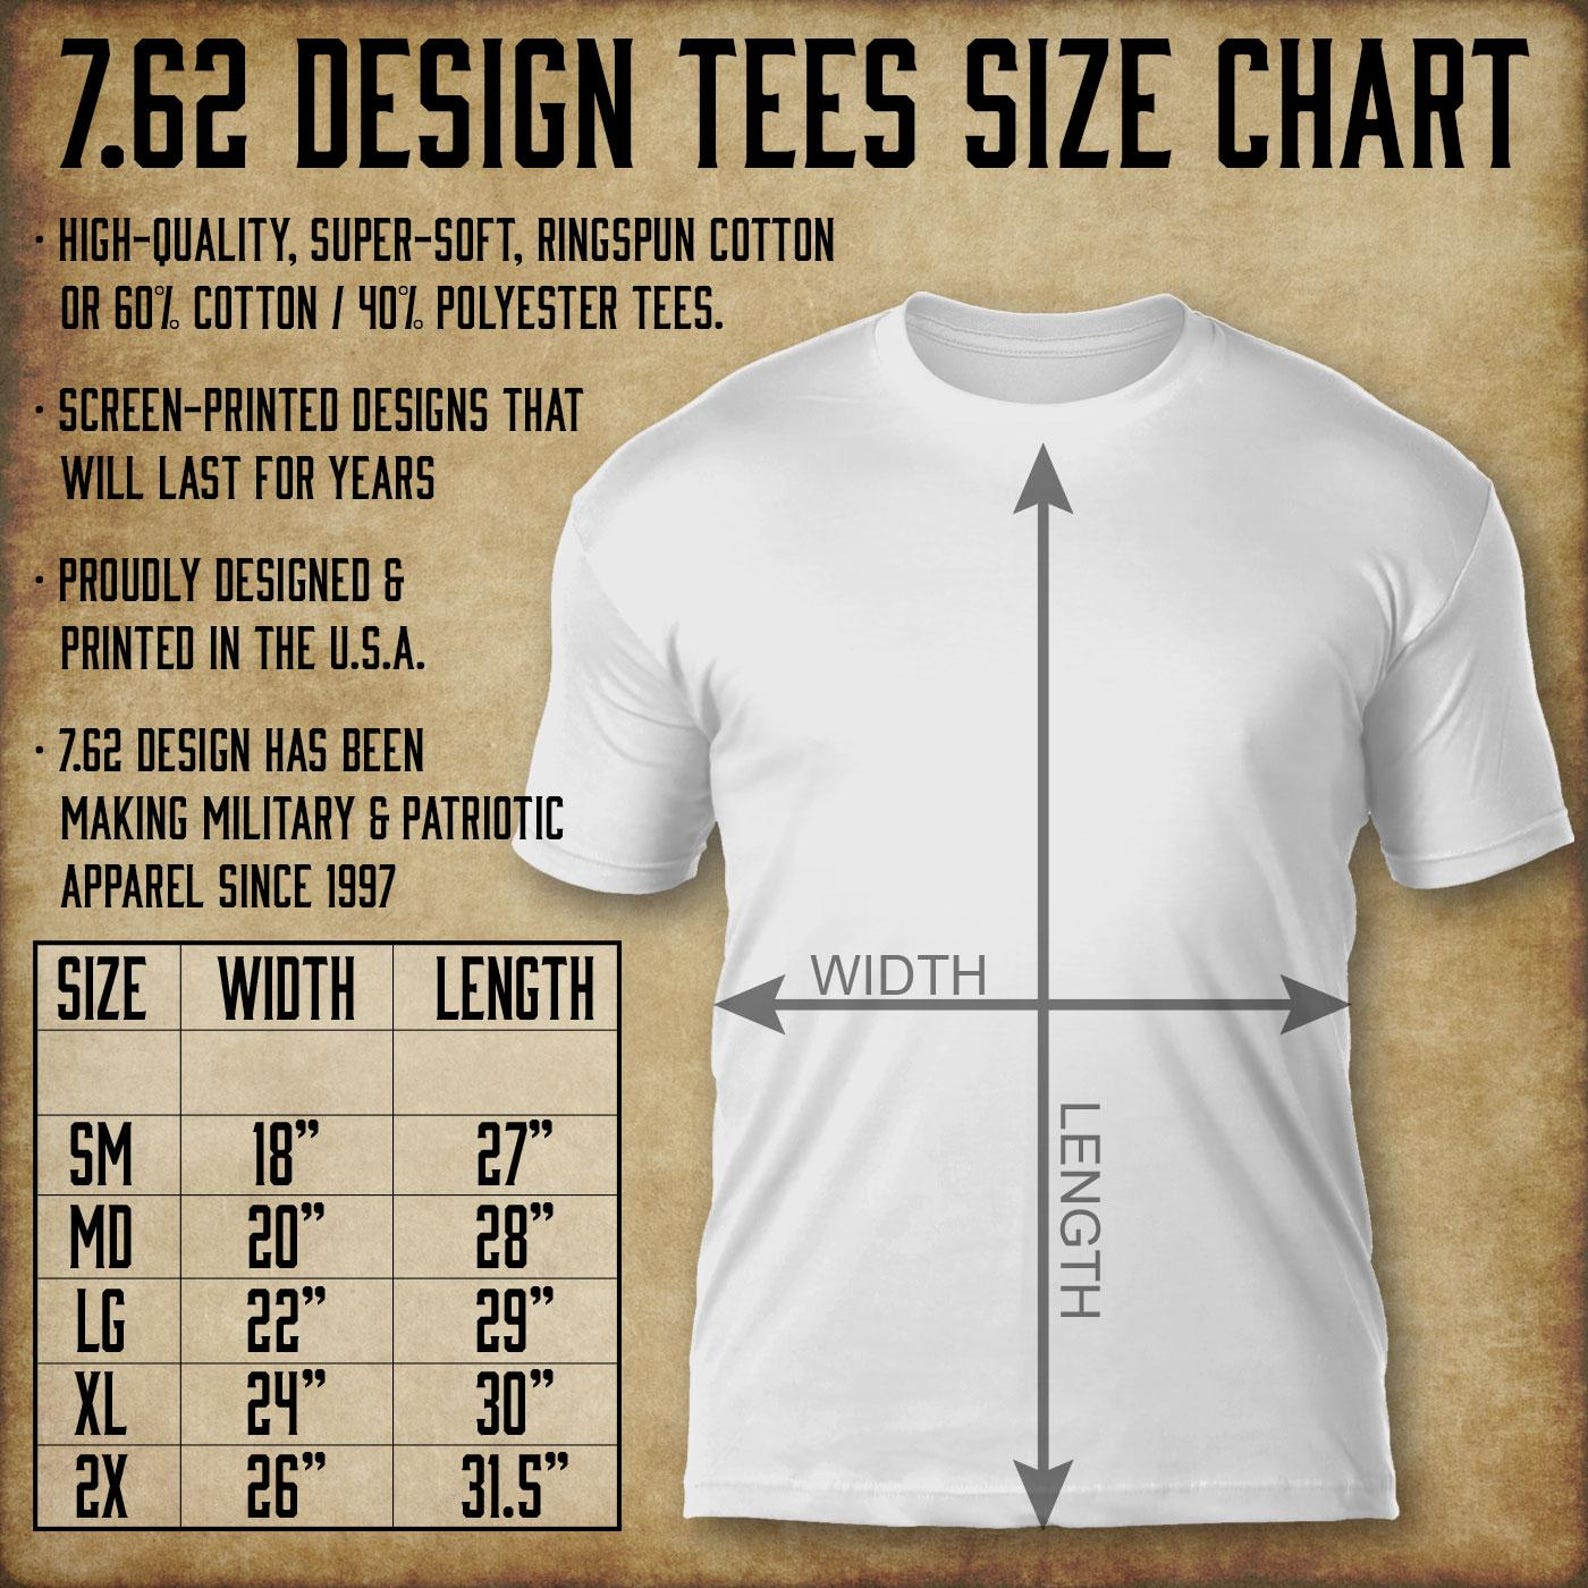 7.62 DESIGN TEES SIZE CHART
· HIGH-QUALITY, SUPER-SOFT, RINGSPUN COTTON
OR 60% COTTON / 40% POLYESTER TEES.
· SCREEN-PRINTED DESIGNS THAT
WILL LAST FOR YEARS
· PROUDLY DESIGNED &
PRINTED IN THE U.S.A.
· 7.62 DESIGN HAS BEEN
MAKING MILITARY & PATRIOTIC
APPAREL SINCE 1997
SIZE WIDTH LENGTH
SM 18” 27”
MD 20” 28”
LG 22” 29”
XL 24” 30”
2X 26” 31.5”
WIDTH
LENGTH